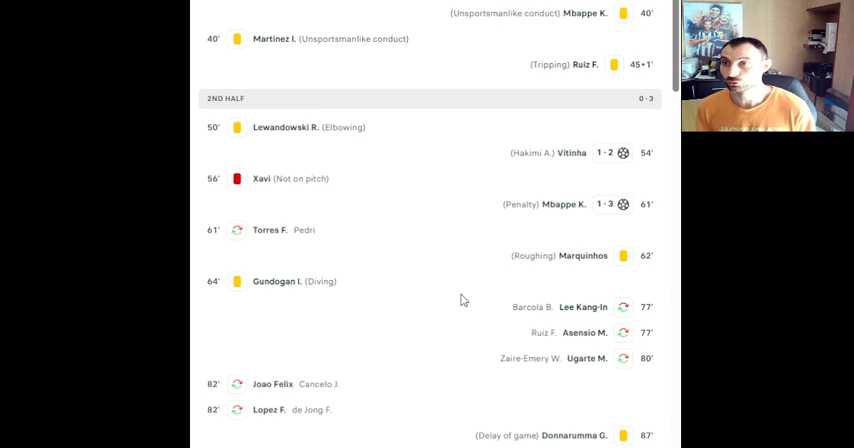 (Unsportsmanlike conduct) Mbappe K. 40'
40' Martinez I. (Unsportsmanlike conduct)
(Tripping) Ruiz F. 45+1'
2ND HALF 0 - 3
50' Lewandowski R. (Elbowing)
(Hakimi A.) Vitinha 1 - 2 54'
56' Xavi (Not on pitch)
(Penalty) Mbappe K. 1 - 3 61'
61' Torres F. Pedri
(Roughing) Marquinhos 62'
64' Gundogan I. (Diving)
Barcola B. Lee Kang-In 77'
Ruiz F. Asensio M. 77'
Zaire-Emery W. Ugarte M. 80'
82' Joao Felix Cancelo J.
82' Lopez F. de Jong F.
(Delay of game) Donnarumma G. 87'